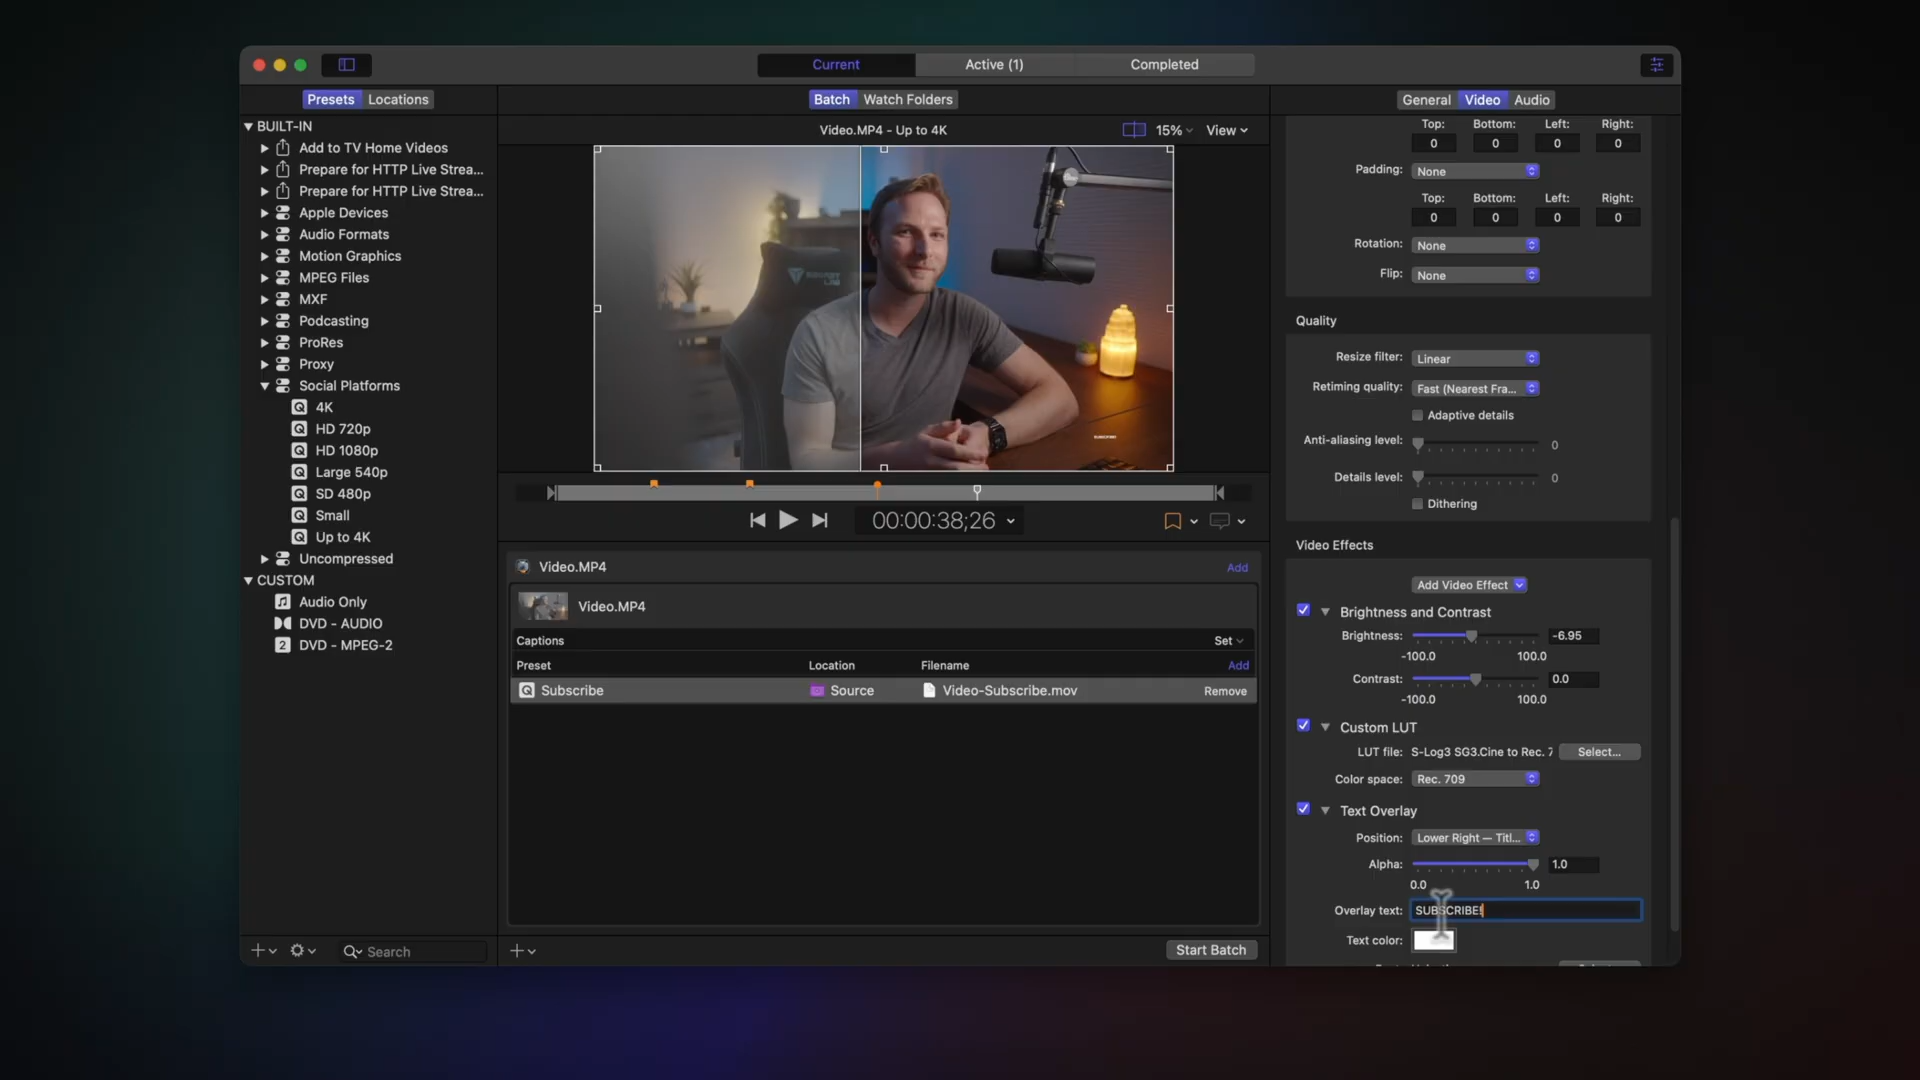 Current Active (1) Completed
Presets Locations
Batch Watch Folders
General Video Audio
BUILT-IN
Add to TV Home Videos
Prepare for HTTP Live Strea...
Prepare for HTTP Live Strea...
Apple Devices
Audio Formats
Motion Graphics
MPEG Files
MXF
Podcasting
ProRes
Proxy
Social Platforms
4K
HD 720p
HD 1080p
Large 540p
SD 480p
Small
Up to 4K
Uncompressed
CUSTOM
Audio Only
DVD - AUDIO
2 DVD - MPEG-2
Search
Video.MP4 - Up to 4K 15% View
SUBSCRIBE!
00:00:38;26
Video.MP4 Add
Video.MP4
Captions Set
Preset Location Filename Add
Subscribe Source Video-Subscribe.mov Remove
Start Batch
Top: Bottom: Left: Right:
0 0 0 0
Padding: None
Top: Bottom: Left: Right:
0 0 0 0
Rotation: None
Flip: None
Quality
Resize filter: Linear
Retiming quality: Fast (Nearest Fra...
Adaptive details
Anti-aliasing level: 0
Details level: 0
Dithering
Video Effects
Add Video Effect
Brightness and Contrast
Brightness: -6.95
-100.0 100.0
Contrast: 0.0
-100.0 100.0
Custom LUT
LUT file: S-Log3 SG3.Cine to Rec. 7 Select...
Color space: Rec. 709
Text Overlay
Position: Lower Right — Titl...
Alpha: 1.0
0.0 1.0
Overlay text: SUBSCRIBE!
Text color: